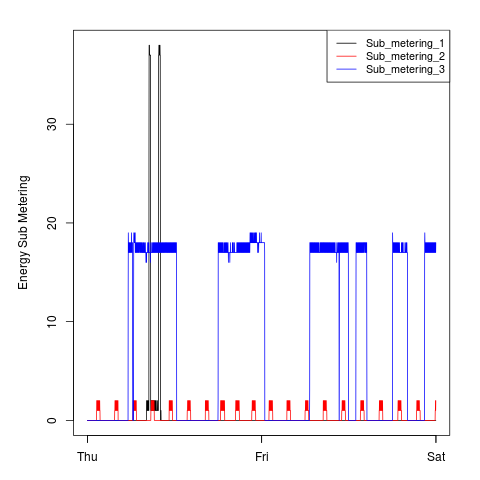 Sub_metering_1
Sub_metering_2
Sub_metering_3
Energy Sub Metering
30
20
10
0
Thu Fri Sat